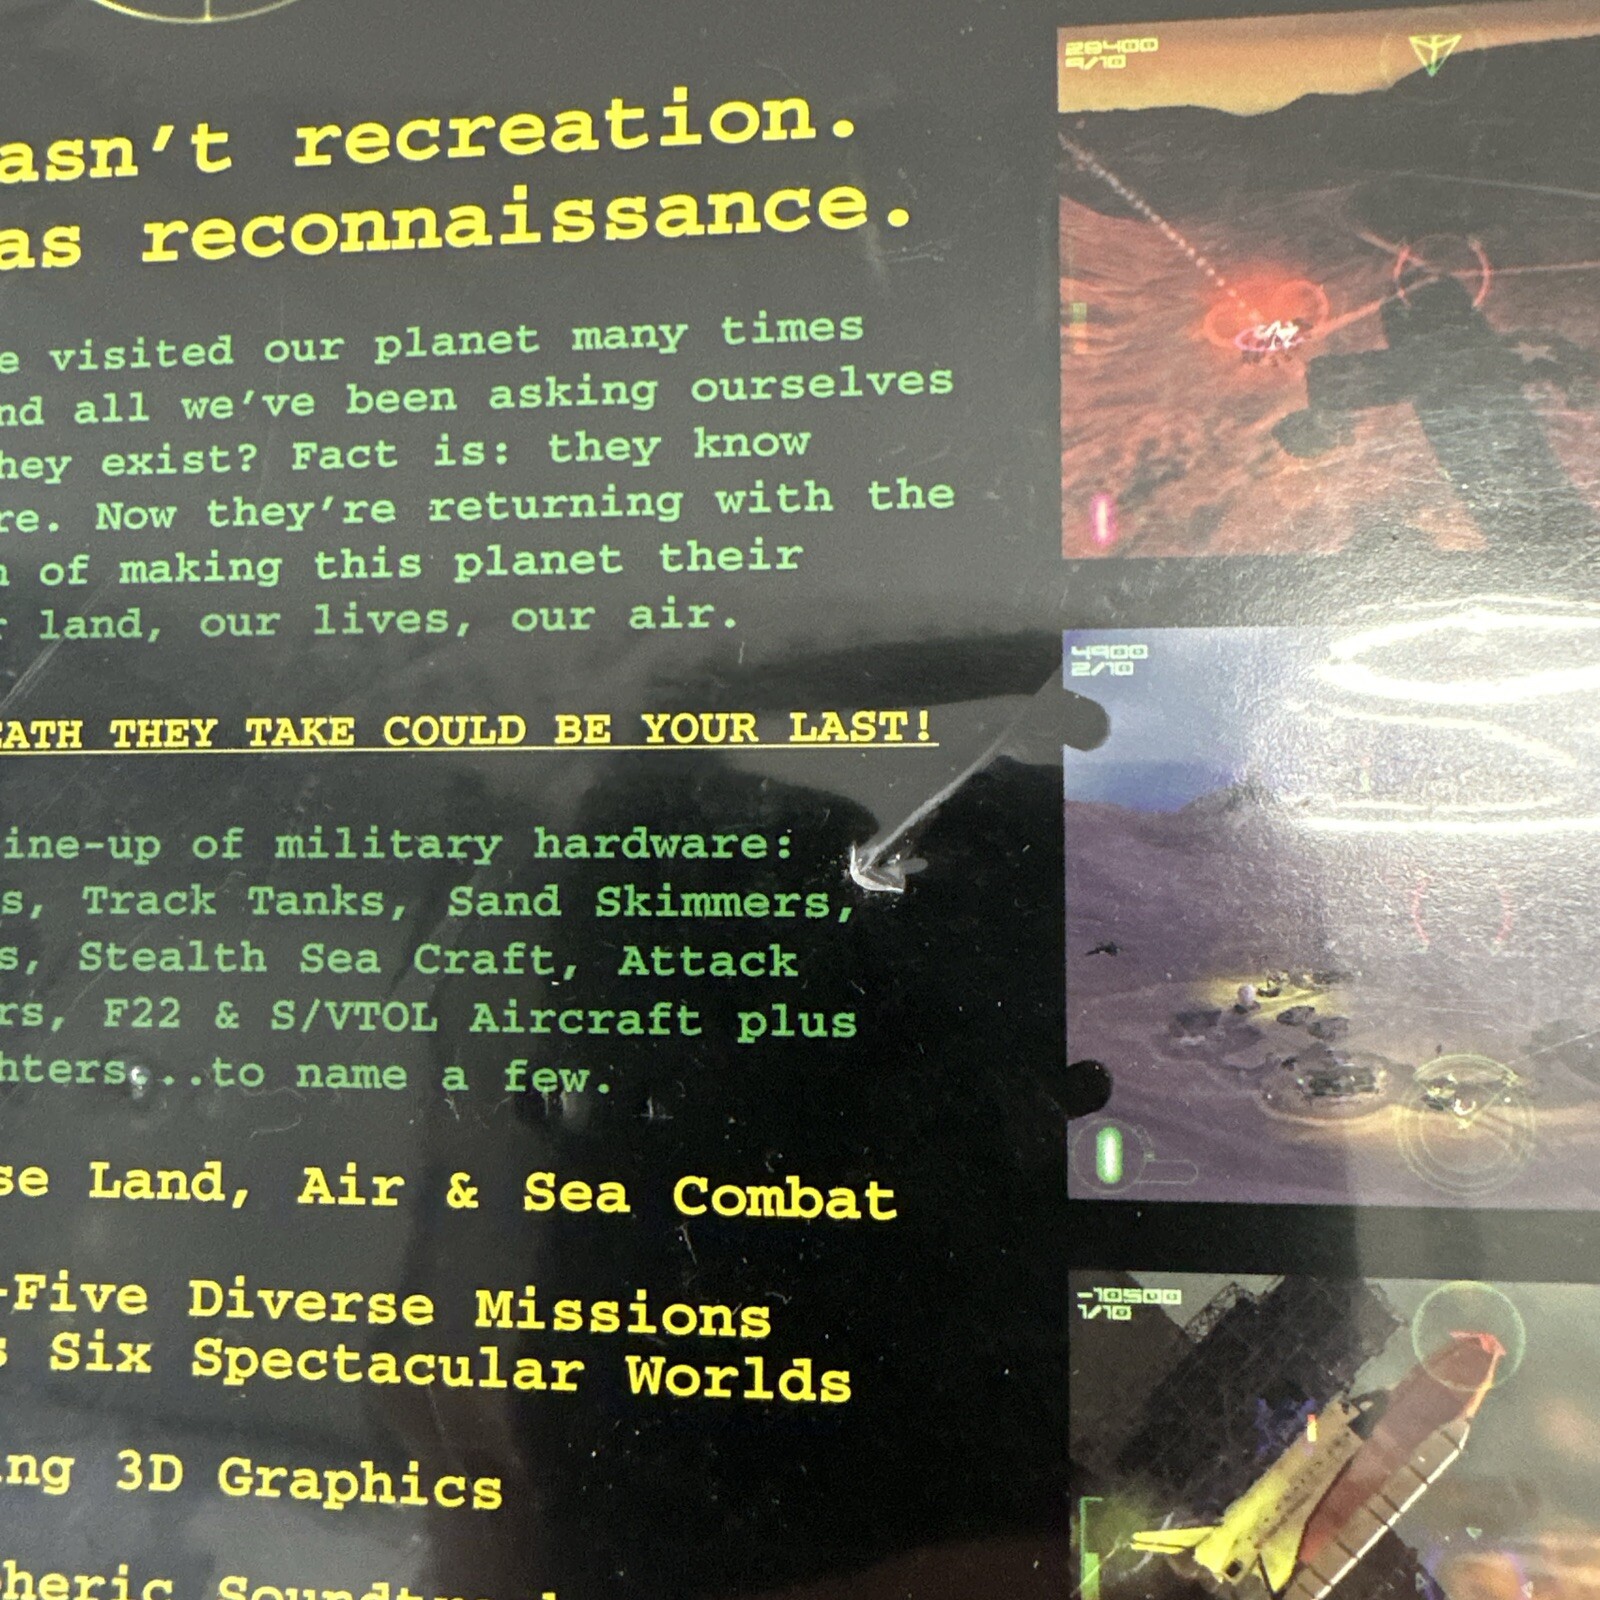 asn't recreation.
as reconnaissance.
e visited our planet many times
nd all we've been asking ourselves
hey exist? Fact is: they know
re. Now they're returning with the
n of making this planet their
r land, our lives, our air.
EATH THEY TAKE COULD BE YOUR LAST!
ine-up of military hardware:
s, Track Tanks, Sand Skimmers,
s, Stealth Sea Craft, Attack
rs, F22 & S/VTOL Aircraft plus
hters...to name a few.
se Land, Air & Sea Combat
-Five Diverse Missions
s Six Spectacular Worlds
ing 3D Graphics
heric
28400
9/10
4900
2/10
-10500
1/10